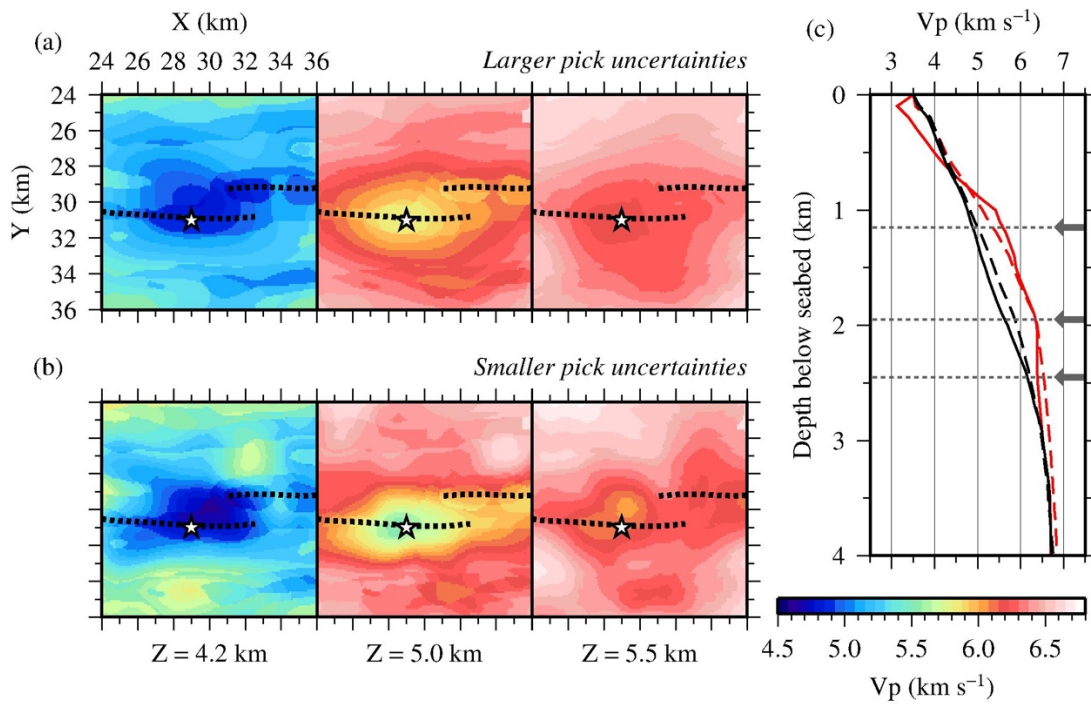 X (km)
(a)
24 26 28 30 32 34 36
Larger pick uncertainties
24
26
28
30
32
34
36
Y (km)
(b)
Smaller pick uncertainties
Z = 4.2 km
Z = 5.0 km
Z = 5.5 km
(c)
Vp (km s⁻¹)
3 4 5 6 7
0
1
2
3
4
Depth below seabed (km)
4.5 5.0 5.5 6.0 6.5
Vp (km s⁻¹)